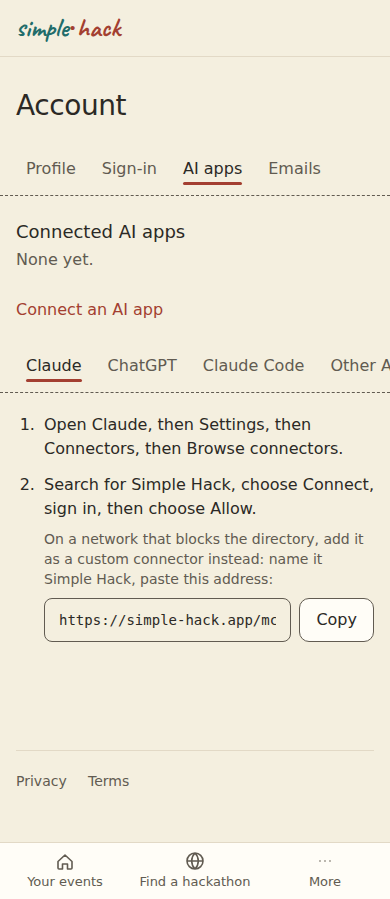 simple·hack
Account
Profile Sign-in AI apps Emails
Connected AI apps
None yet.
Connect an AI app
Claude ChatGPT Claude Code Other A
1. Open Claude, then Settings, then
Connectors, then Browse connectors.
2. Search for Simple Hack, choose Connect,
sign in, then choose Allow.
On a network that blocks the directory, add it
as a custom connector instead: name it
Simple Hack, paste this address:
https://simple-hack.app/mc Copy
Privacy Terms
Your events Find a hackathon More